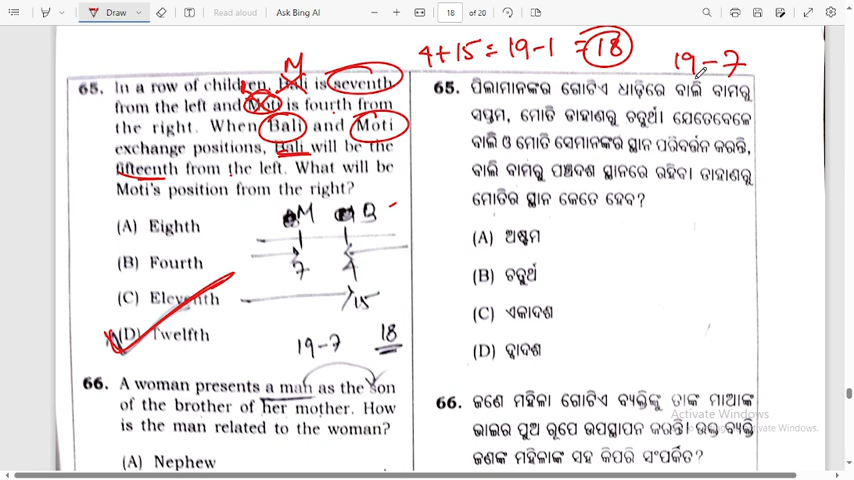 Draw
Read aloud
Ask Bing AI
18
of 20
4+15=19-1 =18
19-7
65. In a row of children, Bali is seventh
from the left and Moti is fourth from
the right. When Bali and Moti
exchange positions, Bali will be the
fifteenth from the left. What will be
Moti's position from the right?
(A) Eighth
(B) Fourth
(C) Eleventh
(D) Twelfth
M
M B
7 4
15
19-7 18
66. A woman presents a man as the son
of the brother of her mother. How
is the man related to the woman?
(A) Nephew
65. ପିଲାମାନଙ୍କର ଗୋଟିଏ ଧାଡ଼ିରେ ବାଲି ବାମରୁ
ସପ୍ତମ, ମୋତି ଡାହାଣରୁ ଚତୁର୍ଥ। ଯେତେବେଳେ
ବାଲି ଓ ମୋତି ସେମାନଙ୍କର ସ୍ଥାନ ପରିବର୍ତ୍ତନ କରନ୍ତି,
ବାଲି ବାମରୁ ପଞ୍ଚଦଶ ସ୍ଥାନରେ ରହିବ। ଡାହାଣରୁ
ମୋତିର ସ୍ଥାନ କେତେ ହେବ?
(A) ଅଷ୍ଟମ
(B) ଚତୁର୍ଥ
(C) ଏକାଦଶ
(D) ଦ୍ୱାଦଶ
66. ଜଣେ ମହିଳା ଗୋଟିଏ ବ୍ୟକ୍ତିଙ୍କୁ ତାଙ୍କ ମାଆଙ୍କ
ଭାଇର ପୁଅ ରୂପେ ଉପସ୍ଥାପନ କରନ୍ତି। ଉକ୍ତ ବ୍ୟକ୍ତି
ଜଣଙ୍କ ମହିଳାଙ୍କ ସହ କିପରି ସଂପର୍କିତ?
Activate Windows
Go to Settings to activate Windows.